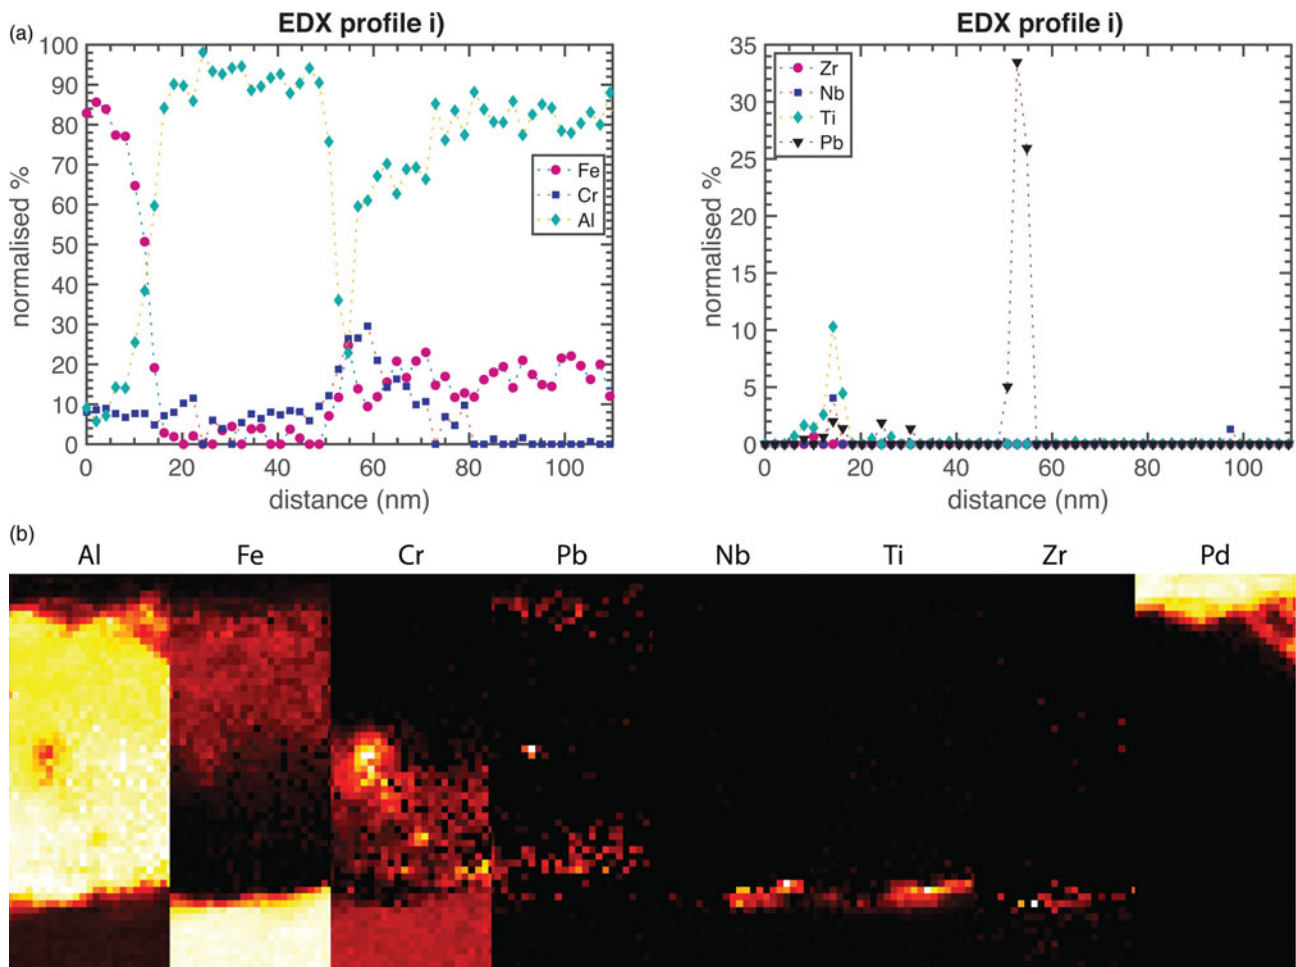 (a)
EDX profile i)
100
90
80
70
60
50
40
30
20
10
0
normalised %
Fe
Cr
Al
0 20 40 60 80 100
distance (nm)
EDX profile i)
35
30
25
20
15
10
5
0
normalised %
Zr
Nb
Ti
Pb
0 20 40 60 80 100
distance (nm)
(b)
Al Fe Cr Pb Nb Ti Zr Pd